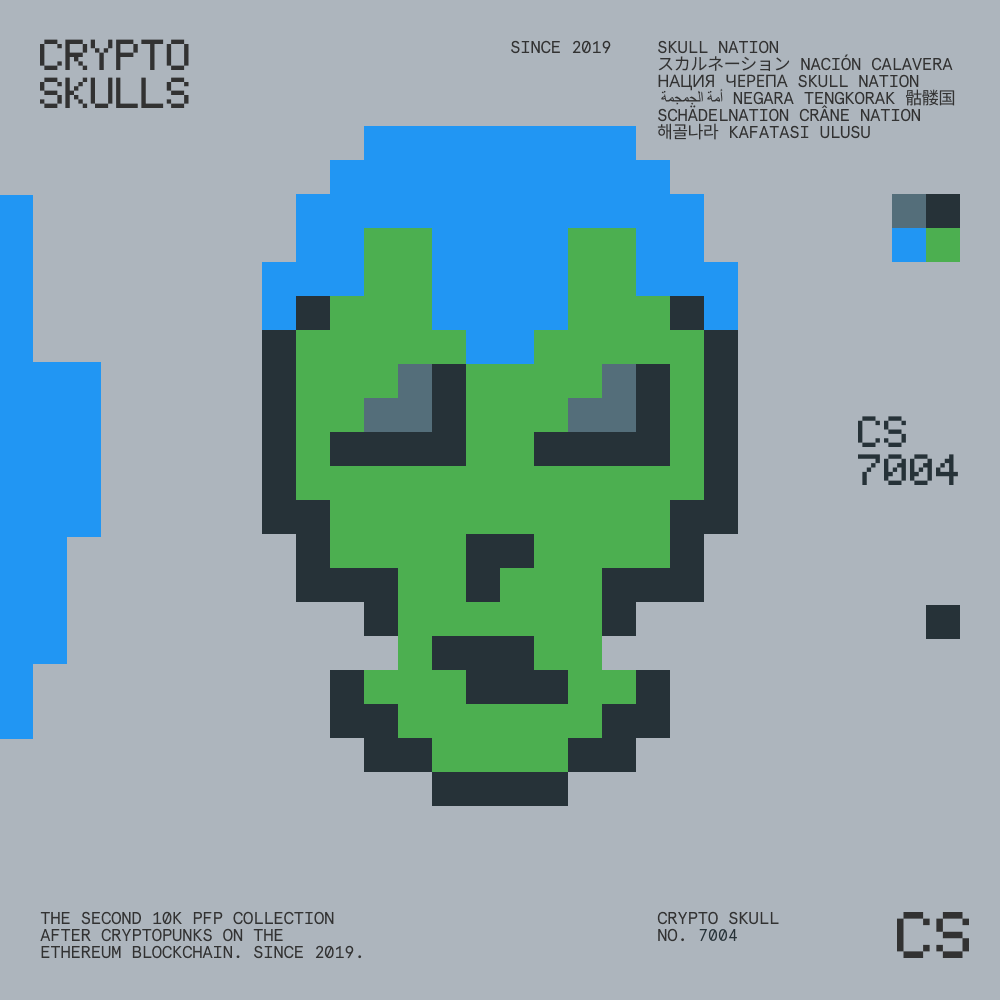 CRYPTO
SKULLS
SINCE 2019
SKULL NATION
スカルネーション NACIÓN CALAVERA
НАЦИЯ ЧЕРЕПА SKULL NATION
أمة الجمجمة NEGARA TENGKORAK 骷髅国
SCHÄDELNATION CRÂNE NATION
해골나라 KAFATASI ULUSU
CS
7004
THE SECOND 10K PFP COLLECTION
AFTER CRYPTOPUNKS ON THE
ETHEREUM BLOCKCHAIN. SINCE 2019.
CRYPTO SKULL
NO. 7004
CS